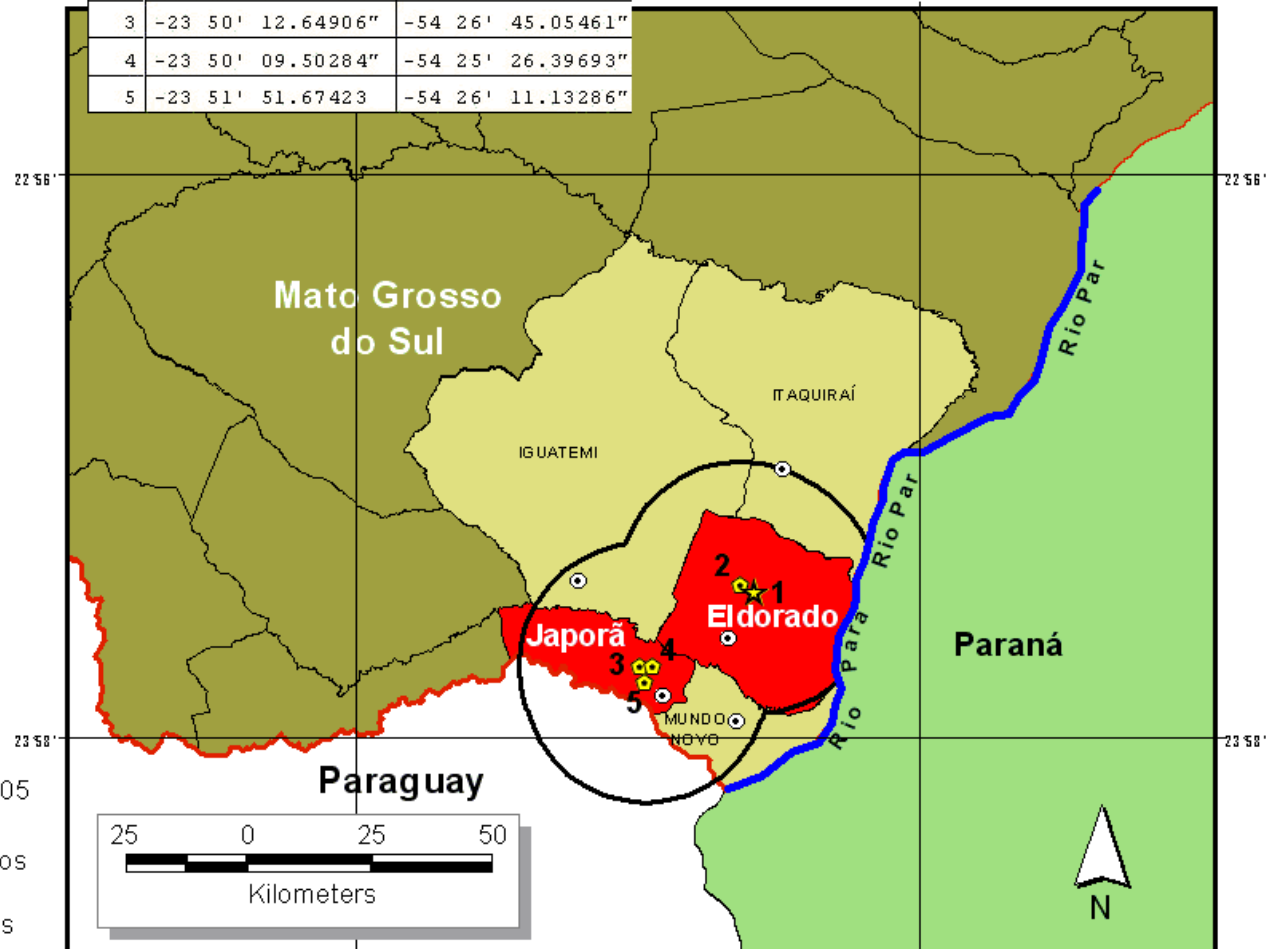 3 -23 50' 12.64906" -54 26' 45.05461"
4 -23 50' 09.50284" -54 25' 26.39693"
5 -23 51' 51.67423 -54 26' 11.13286"
22°56'
22°56'
Rio Par
Mato Grosso
do Sul
ITAQUIRAÍ
IGUATEMI
Rio Par
2
1
Eldorado
Japorã
Rio Para
Paraná
3
4
5
MUNDO
NOVO
23°58'
23°58'
Paraguay
05
os
s
25 0 25 50
Kilometers
N